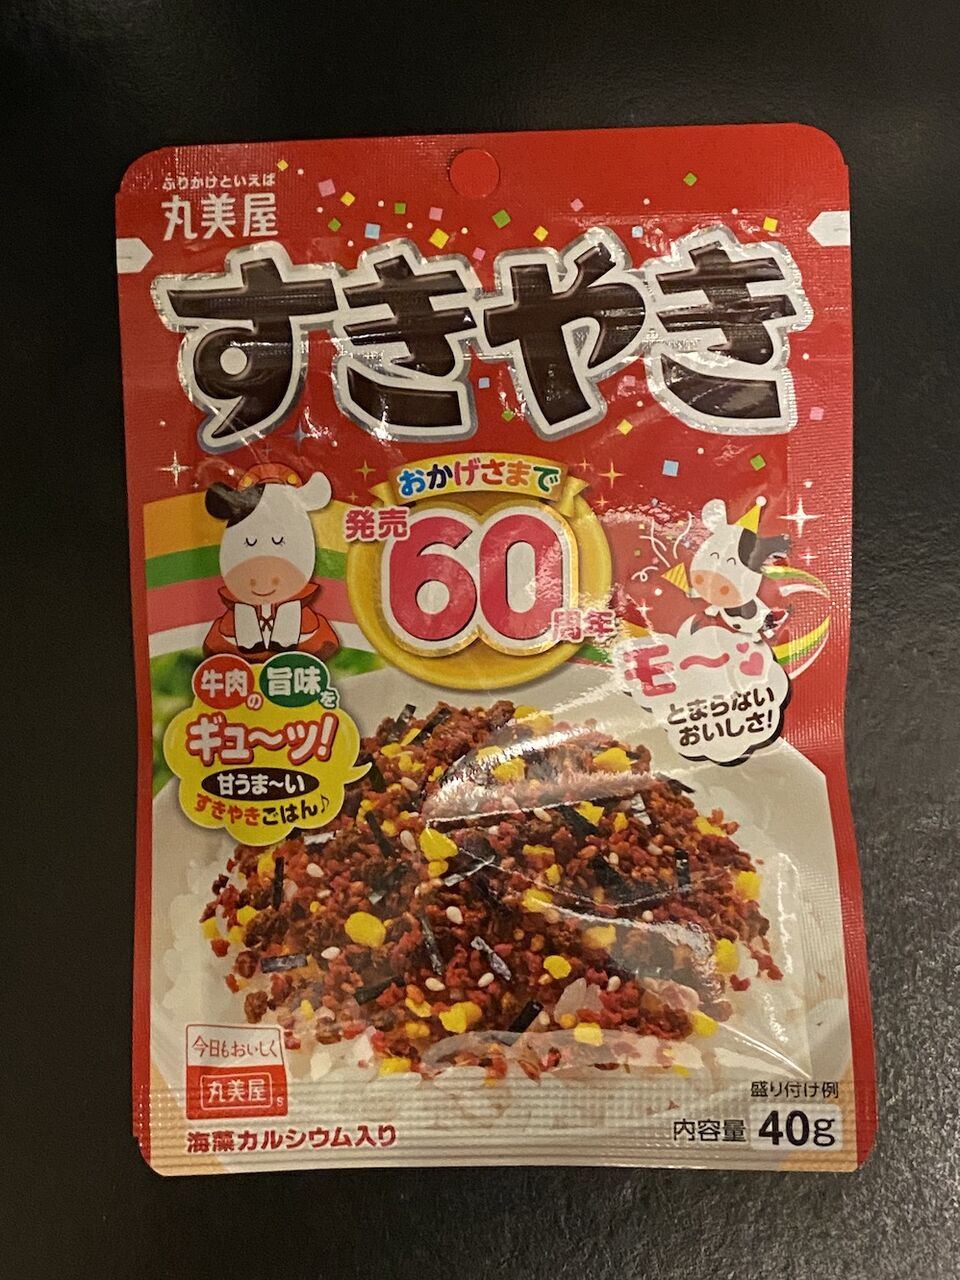 ふりかけといえば
丸美屋
すきやき
おかげさまで
発売
60
周年
牛肉の旨味を
ギュ〜ッ!
甘うま〜い
すきやきごはん♪
モ〜
とまらない
おいしさ!
今日もおいしく
丸美屋
s
海藻カルシウム入り
盛り付け例
内容量 40g